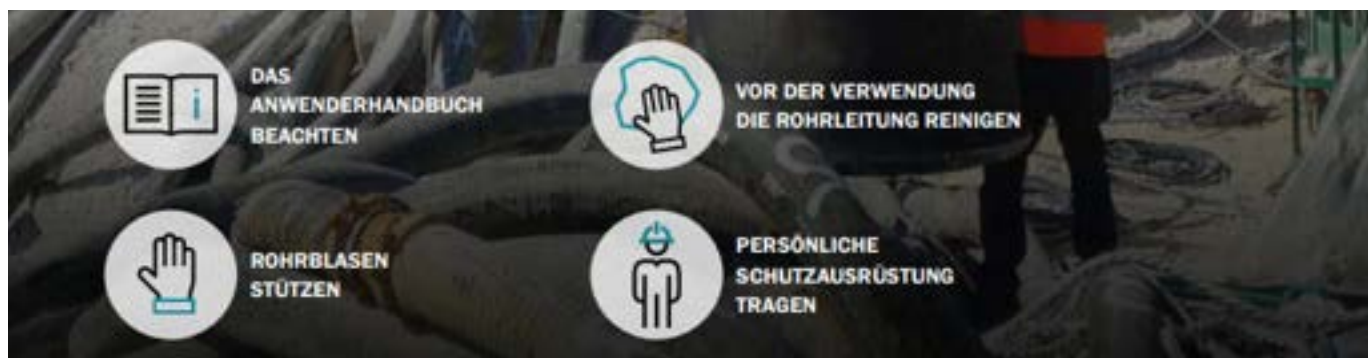 DAS
ANWENDERHANDBUCH
BEACHTEN
VOR DER VERWENDUNG
DIE ROHRLEITUNG REINIGEN
ROHRBLASEN
STÜTZEN
PERSÖNLICHE
SCHUTZAUSRÜSTUNG
TRAGEN